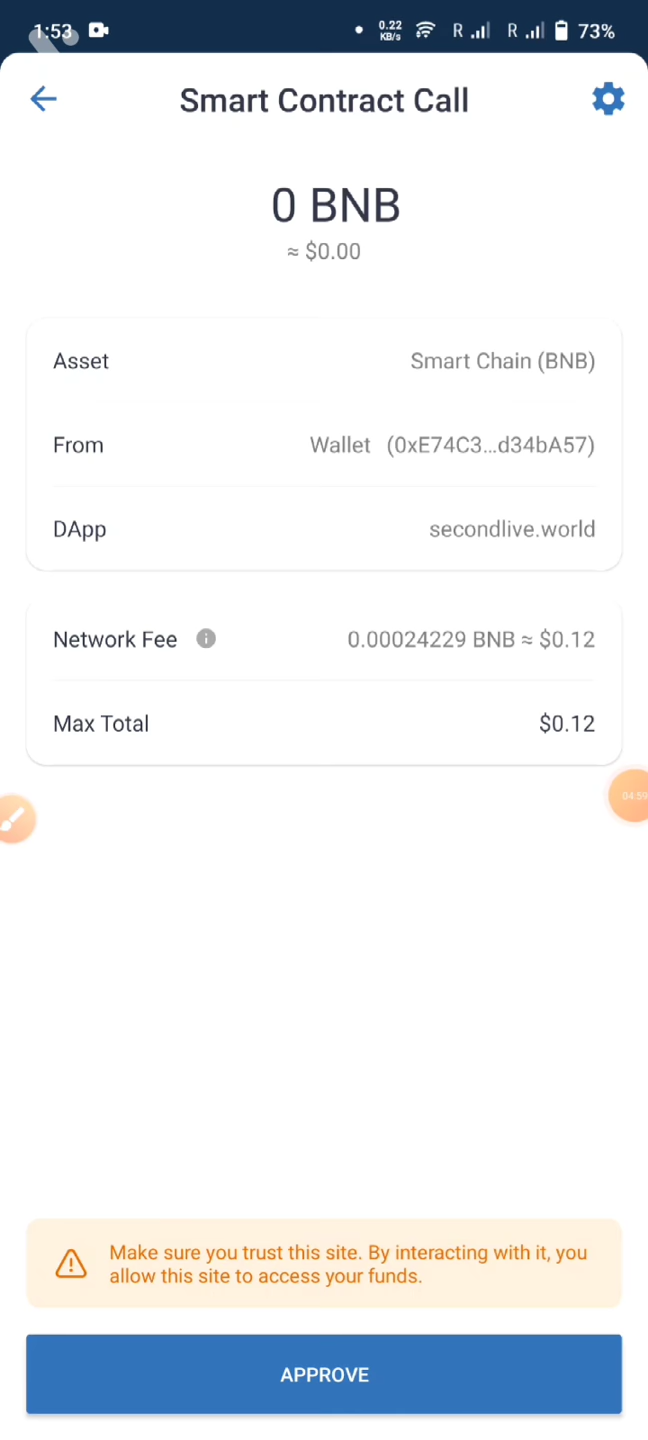 1:53 0.22 KB/s R R 73%
Smart Contract Call
0 BNB
≈ $0.00
Asset Smart Chain (BNB)
From Wallet (0xE74C3...d34bA57)
DApp secondlive.world
Network Fee 0.00024229 BNB ≈ $0.12
Max Total $0.12
04:59
Make sure you trust this site. By interacting with it, you
allow this site to access your funds.
APPROVE